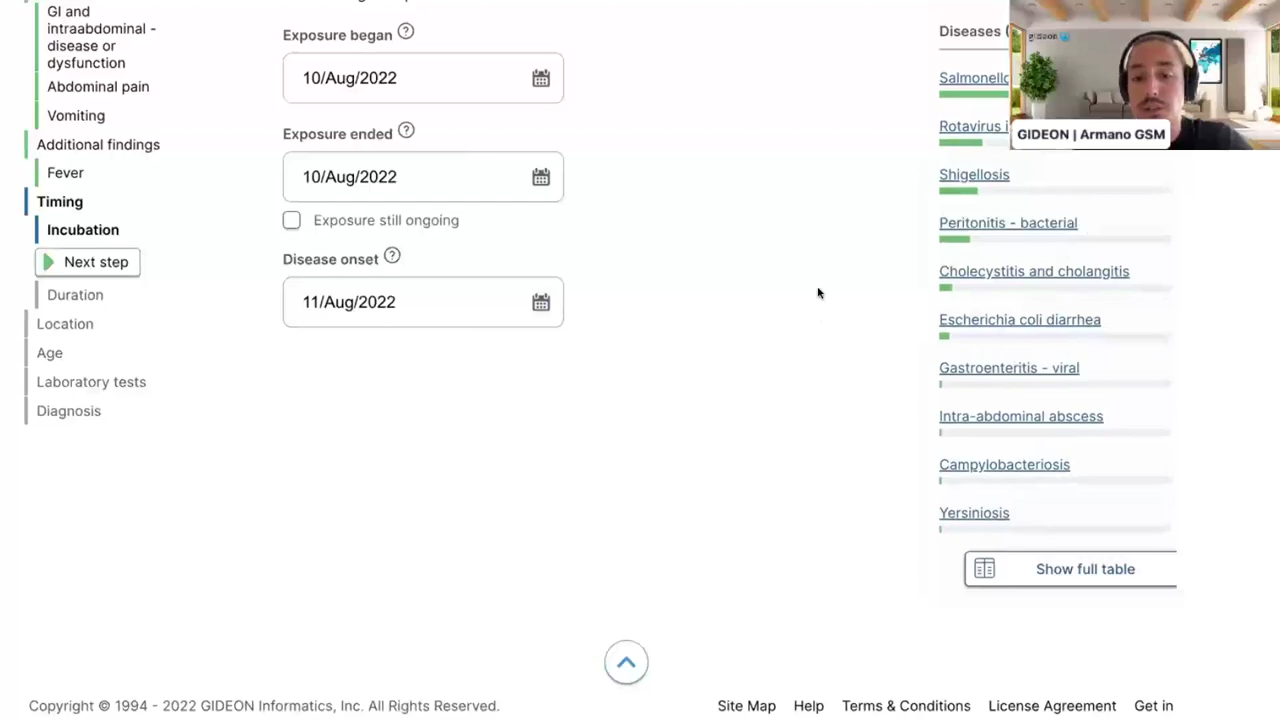 GI and
intraabdominal -
disease or
dysfunction
Abdominal pain
Vomiting
Additional findings
Fever
Timing
Incubation
Next step
Duration
Location
Age
Laboratory tests
Diagnosis
Exposure began ?
10/Aug/2022
Exposure ended ?
10/Aug/2022
Exposure still ongoing
Disease onset ?
11/Aug/2022
Diseases (
Salmonello
Rotavirus i
Shigellosis
Peritonitis - bacterial
Cholecystitis and cholangitis
Escherichia coli diarrhea
Gastroenteritis - viral
Intra-abdominal abscess
Campylobacteriosis
Yersiniosis
Show full table
gideon
GIDEON | Armano GSM
Copyright © 1994 - 2022 GIDEON Informatics, Inc. All Rights Reserved.
Site Map Help Terms & Conditions License Agreement Get in